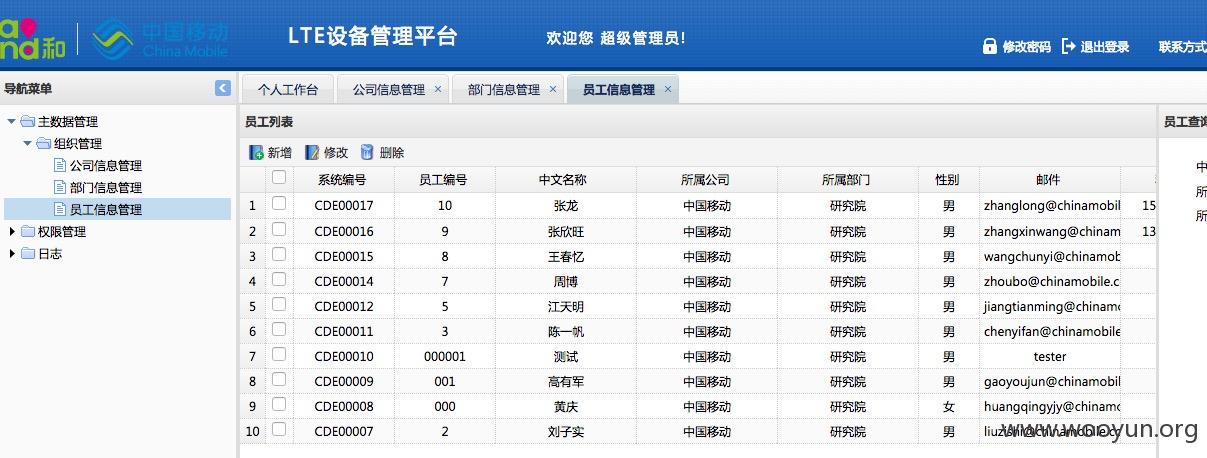 and和
中国移动
China Mobile
LTE设备管理平台
欢迎您 超级管理员!
修改密码 退出登录 联系方式
导航菜单
主数据管理
组织管理
公司信息管理
部门信息管理
员工信息管理
权限管理
日志
个人工作台 公司信息管理 × 部门信息管理 × 员工信息管理 ×
员工列表
新增 修改 删除
系统编号 员工编号 中文名称 所属公司 所属部门 性别 邮件
1 CDE00017 10 张龙 中国移动 研究院 男 zhanglong@chinamobil 15
2 CDE00016 9 张欣旺 中国移动 研究院 男 zhangxinwang@chinam 13
3 CDE00015 8 王春忆 中国移动 研究院 男 wangchunyi@chinamob
4 CDE00014 7 周博 中国移动 研究院 男 zhoubo@chinamobile.c
5 CDE00012 5 江天明 中国移动 研究院 男 jiangtianming@chinamo
6 CDE00011 3 陈一帆 中国移动 研究院 男 chenyifan@chinamobile
7 CDE00010 000001 测试 中国移动 研究院 男 tester
8 CDE00009 001 高有军 中国移动 研究院 男 gaoyoujun@chinamobil
9 CDE00008 000 黄庆 中国移动 研究院 女 huangqingyjy@chinamo
10 CDE00007 2 刘子实 中国移动 研究院 男 liuzishi@chinamobile.co
员工查询
中
所
所
www.wooyun.org